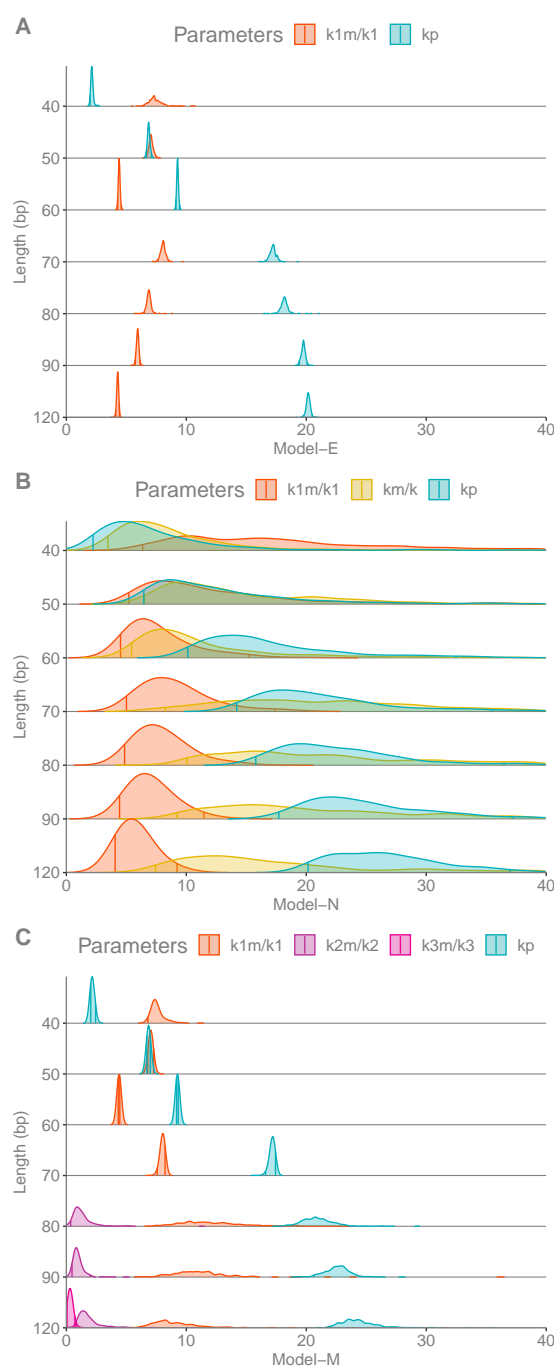 A
Parameters k1m/k1 kp
40
50
60
70
80
90
120
Length (bp)
0 10 20 30 40
Model−E
B
Parameters k1m/k1 km/k kp
40
50
60
70
80
90
120
Length (bp)
0 10 20 30 40
Model−N
C
Parameters k1m/k1 k2m/k2 k3m/k3 kp
40
50
60
70
80
90
120
Length (bp)
0 10 20 30 40
Model−M